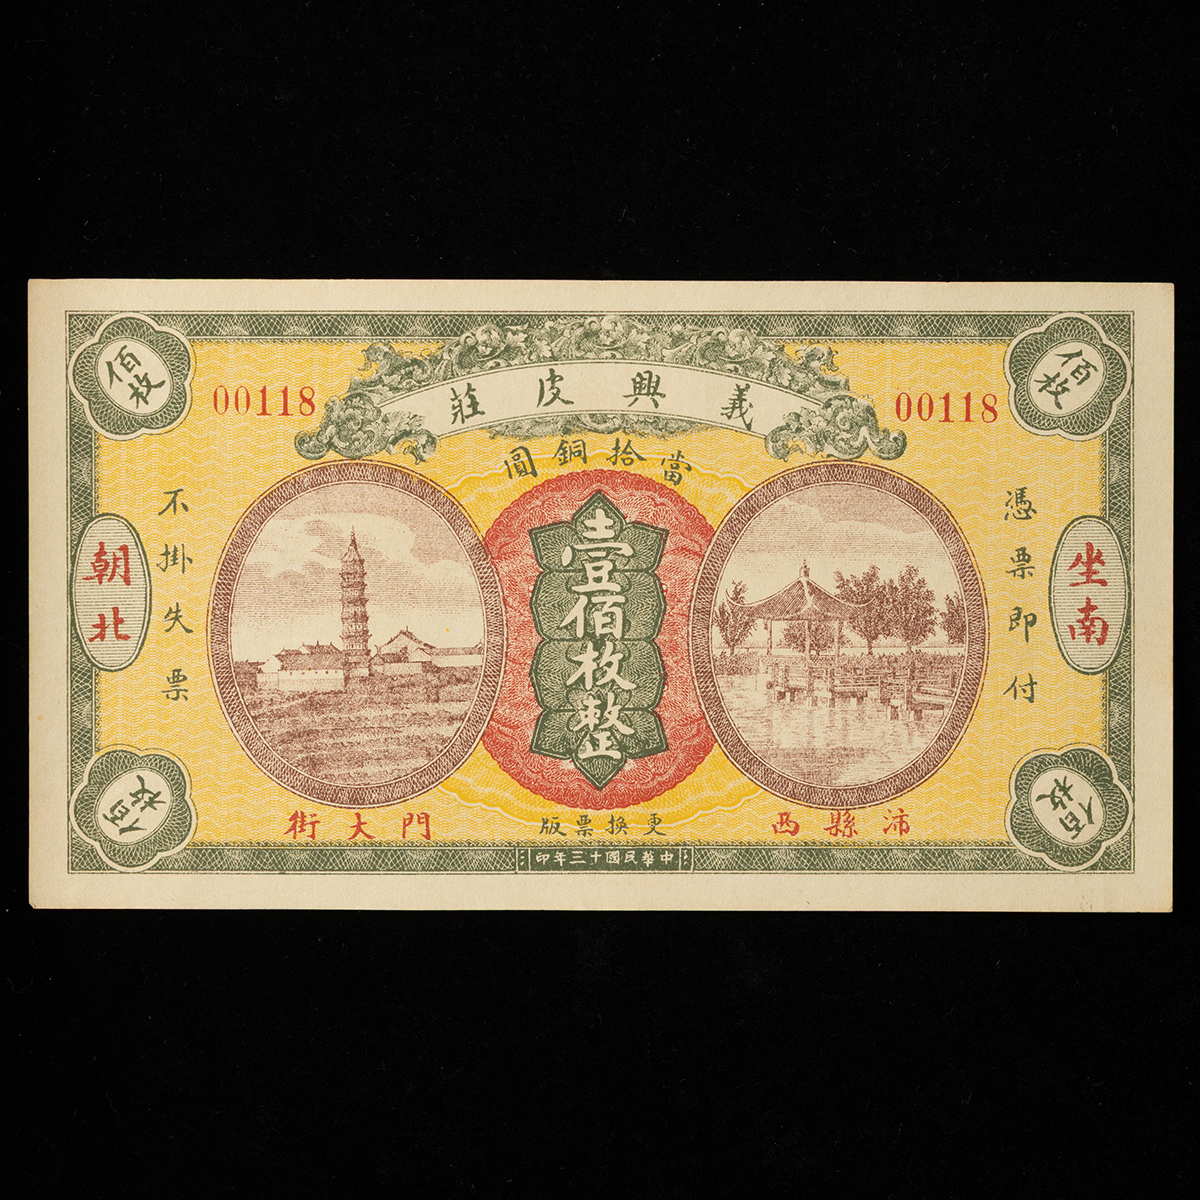 義興皮莊
當拾銅圓
壹佰枚整
00118
00118
佰枚
佰枚
佰枚
佰枚
憑票即付
不掛失票
坐南
朝北
沛縣西
門大街
更換票版
中華民國十三年印